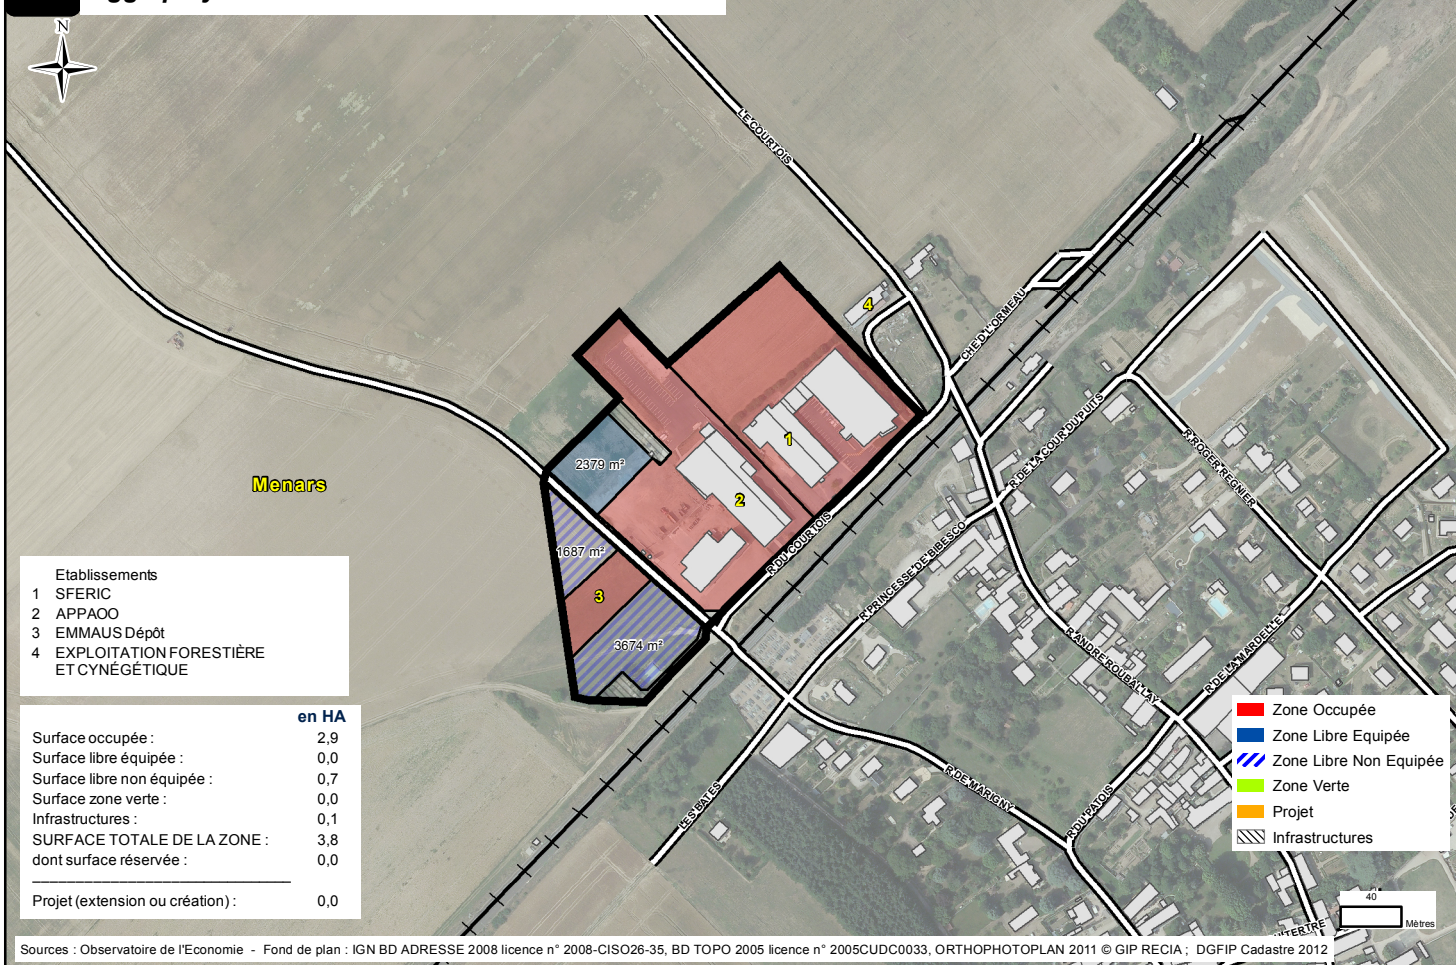 N
LE COURTOIS
4
CHE D L'ORMEAU
1
2379 m²
Menars
2
R DE LA COUR DU PUITS
R ROGER REGNIER
1687 m²
R DU COURTOIS
R PRINCESSE DE BIBESCO
3
3674 m²
R ANDRE ROUBALLAY
R DE LA MARDELLE
R DE MARIGNY
LES BATES
R DU PATOIS
Etablissements
1 SFERIC
2 APPAOO
3 EMMAUS Dépôt
4 EXPLOITATION FORESTIÈRE
ET CYNÉGÉTIQUE
en HA
Surface occupée : 2,9
Surface libre équipée : 0,0
Surface libre non équipée : 0,7
Surface zone verte : 0,0
Infrastructures : 0,1
SURFACE TOTALE DE LA ZONE : 3,8
dont surface réservée : 0,0
Projet (extension ou création) : 0,0
Zone Occupée
Zone Libre Equipée
Zone Libre Non Equipée
Zone Verte
Projet
Infrastructures
40
Mètres
TERTRE
Sources : Observatoire de l'Economie - Fond de plan : IGN BD ADRESSE 2008 licence n° 2008-CISO26-35, BD TOPO 2005 licence n° 2005CUDC0033, ORTHOPHOTOPLAN 2011 © GIP RECIA ; DGFIP Cadastre 2012